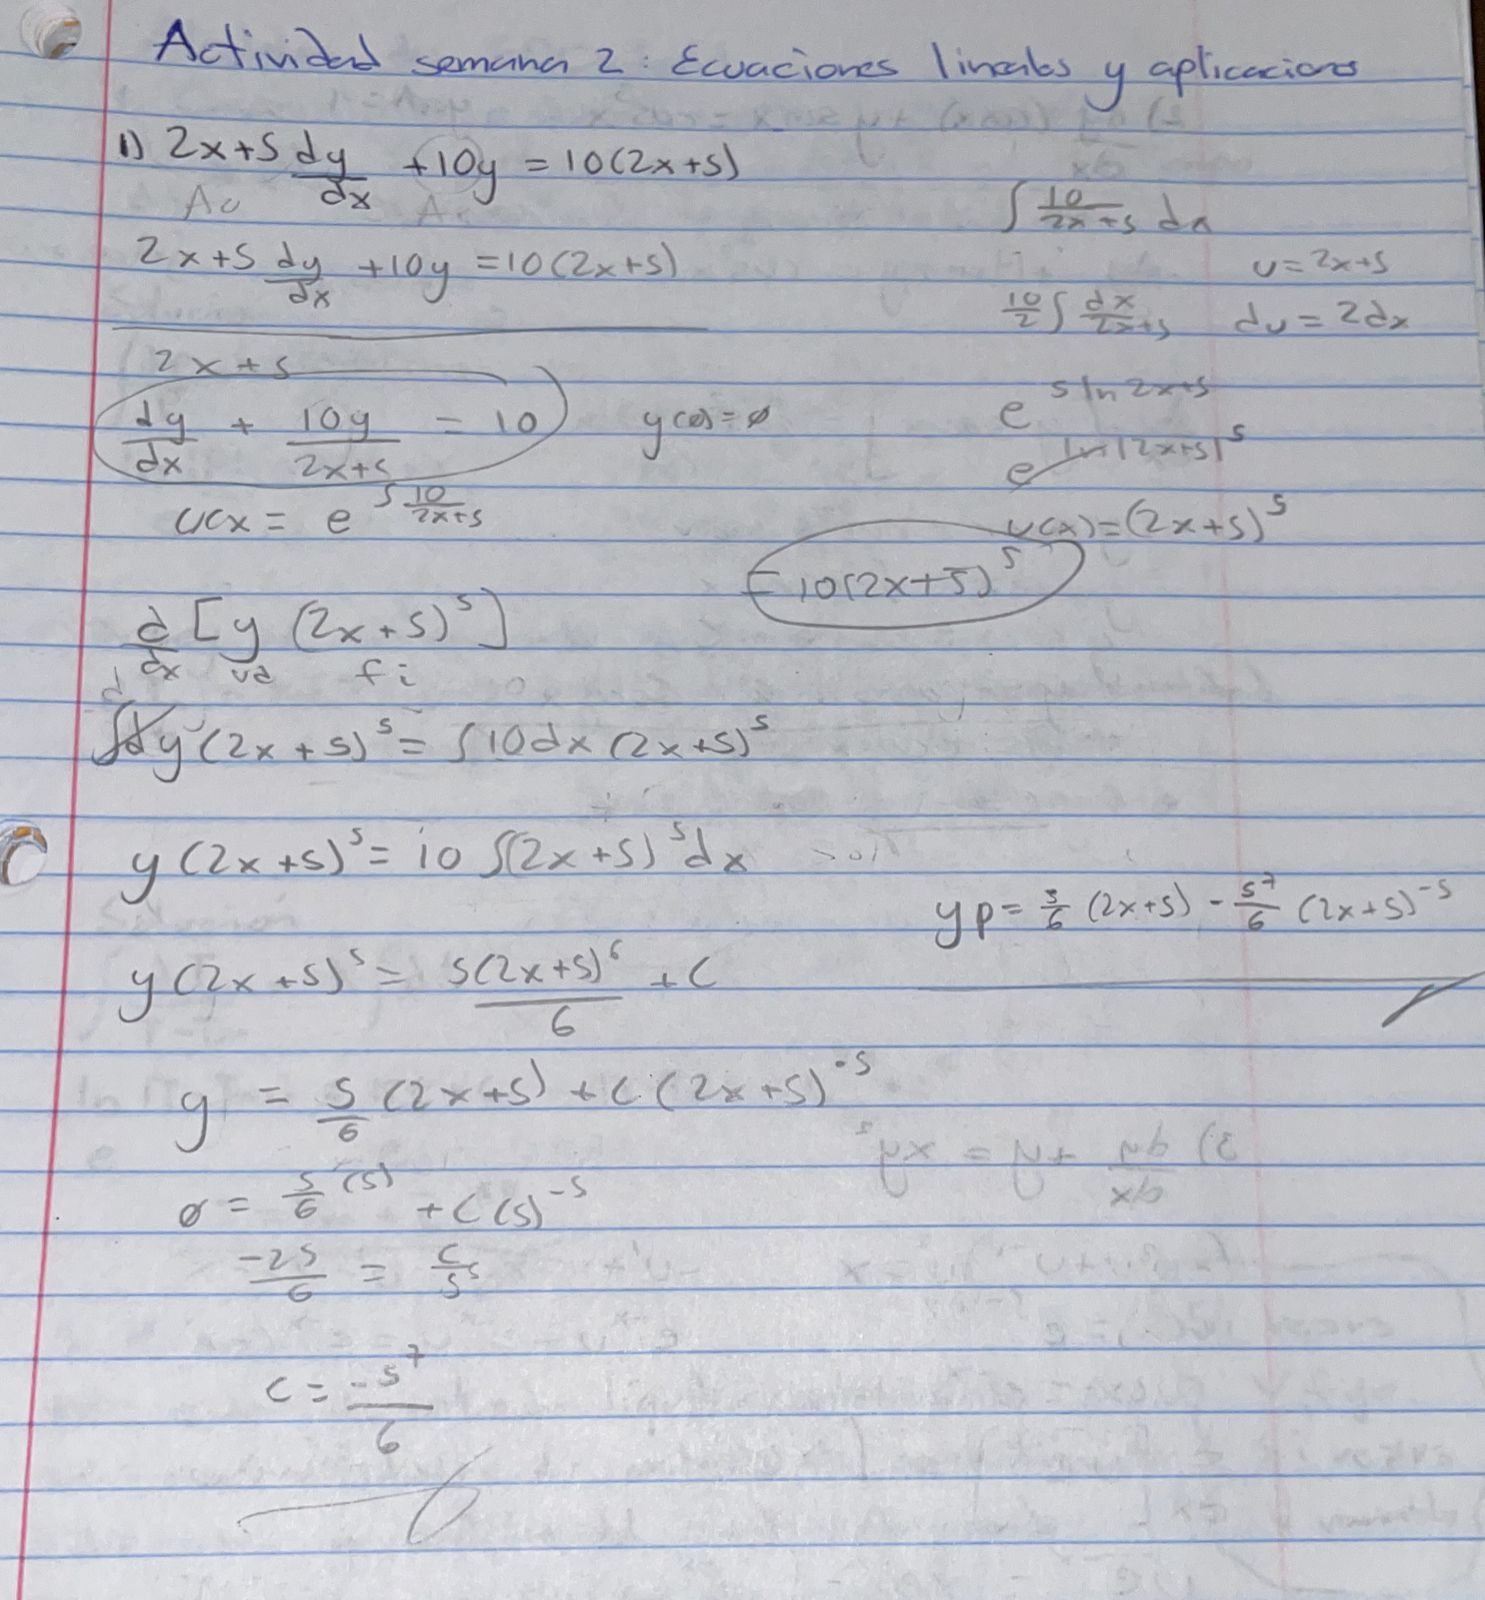 Actividad semana 2: Ecuaciones lineales y aplicaciones
1) 2x+5 dy/dx +10y = 10(2x+5)
∫ 10/2x+5 dx
2x+5 dy/dx +10y = 10(2x+5)
u=2x+5
10/2 ∫ dx/2x+5 du = 2dx
2x+5
e^5 ln 2x+5
dy/dx + 10y/2x+5 = 10 y(0)=0
e^ln|2x+5|^5
u(x = e^∫10/2x+5
u(x)=(2x+5)^5
=10(2x+5)^5
d/dx [y (2x+5)^5]
vd fi
d
∫dy (2x+5)^5 = ∫10dx (2x+5)^5
y(2x+5)^5 = 10 ∫(2x+5)^5 dx
yp = 5/6 (2x+5) - 5^7/6 (2x+5)^-5
y(2x+5)^5 = 5(2x+5)^6/6 + C
y = 5/6 (2x+5) + C (2x+5)^-5
0 = 5/6 (5) + C(5)^-5
-25/6 = C/5^5
C = -5^7/6